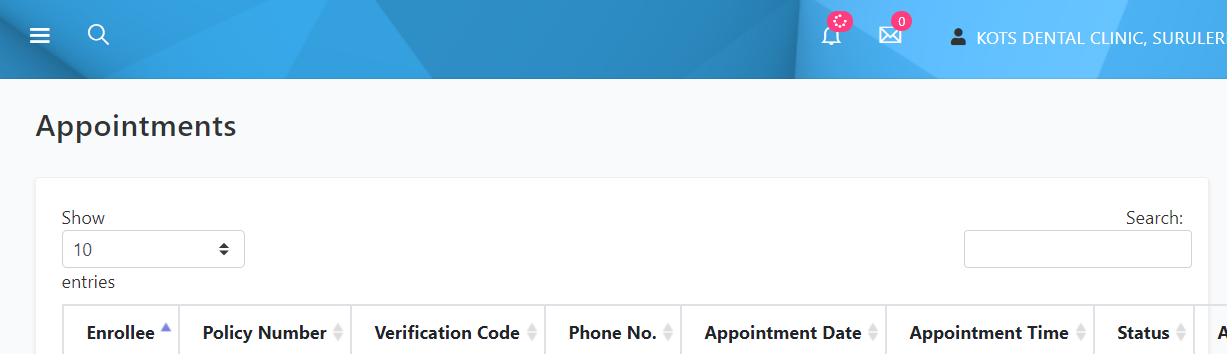 0
KOTS DENTAL CLINIC, SURULER
Appointments
Show
Search:
10
entries
Enrollee Policy Number Verification Code Phone No. Appointment Date Appointment Time Status